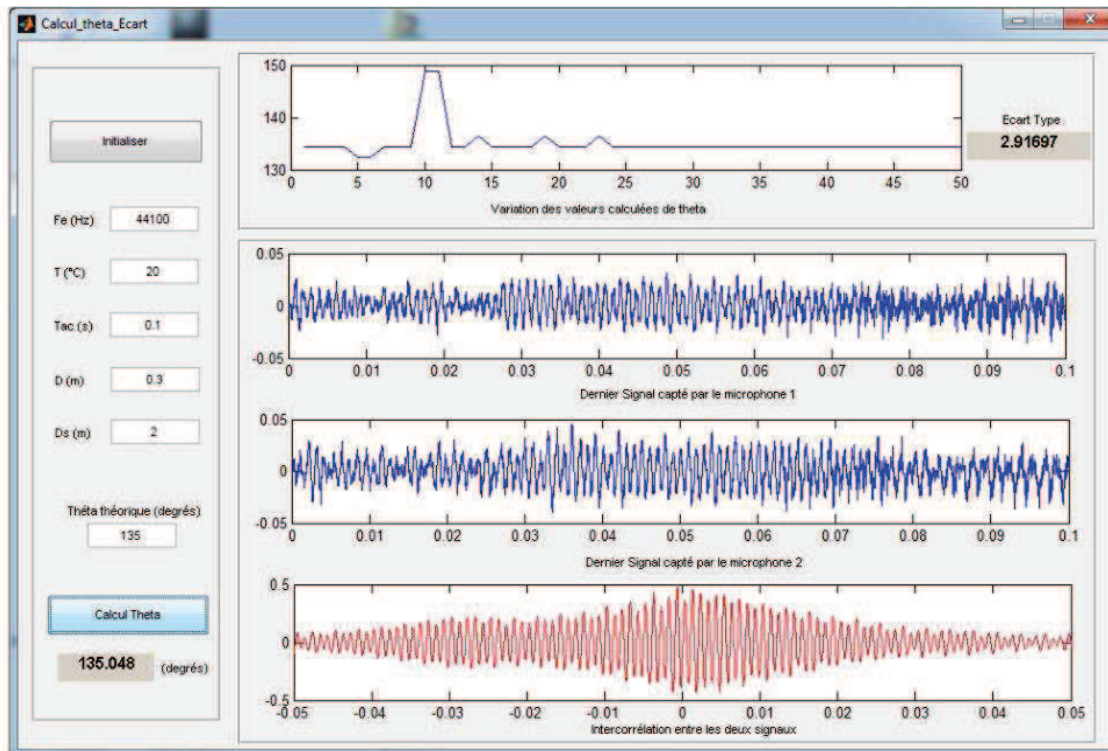 Calcul_theta_Ecart
Initialiser
Fe (Hz) 44100
T (°C) 20
Tac (s) 0.1
D (m) 0.3
Ds (m) 2
Théta théorique (degrés)
135
Calcul Theta
135.048 (degrés)
150
140
130
0 5 10 15 20 25 30 35 40 45 50
Variation des valeurs calculées de theta
Ecart Type
2.91697
0.05
0
-0.05
0 0.01 0.02 0.03 0.04 0.05 0.06 0.07 0.08 0.09 0.1
Dernier Signal capté par le microphone 1
0.05
0
-0.05
0 0.01 0.02 0.03 0.04 0.05 0.06 0.07 0.08 0.09 0.1
Dernier Signal capté par le microphone 2
0.5
0
-0.5
-0.05 -0.04 -0.03 -0.02 -0.01 0 0.01 0.02 0.03 0.04 0.05
Intercorrélation entre les deux signaux